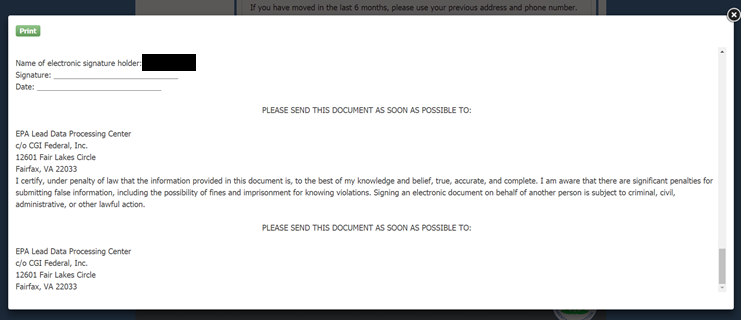 If you have moved in the last 6 months, please use your previous address and phone number.
Print
Name of electronic signature holder:
Signature: ____________________________
Date: ____________________________
PLEASE SEND THIS DOCUMENT AS SOON AS POSSIBLE TO:
EPA Lead Data Processing Center
c/o CGI Federal, Inc.
12601 Fair Lakes Circle
Fairfax, VA 22033
I certify, under penalty of law that the information provided in this document is, to the best of my knowledge and belief, true, accurate, and complete. I am aware that there are significant penalties for
submitting false information, including the possibility of fines and imprisonment for knowing violations. Signing an electronic document on behalf of another person is subject to criminal, civil,
administrative, or other lawful action.
PLEASE SEND THIS DOCUMENT AS SOON AS POSSIBLE TO:
EPA Lead Data Processing Center
c/o CGI Federal, Inc.
12601 Fair Lakes Circle
Fairfax, VA 22033